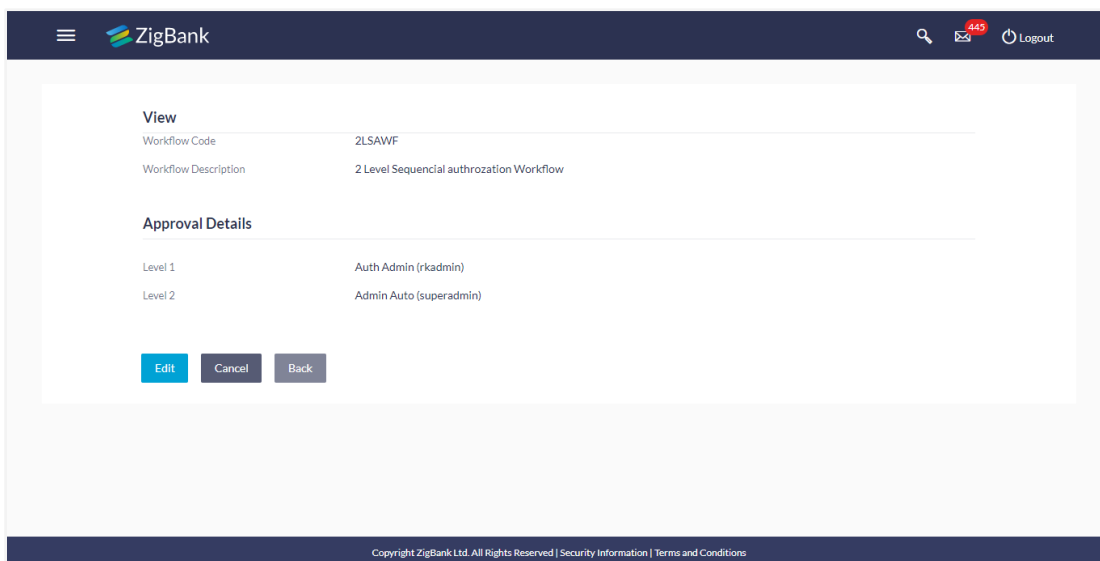 ZigBank 445 Logout
View
Workflow Code 2LSAWF
Workflow Description 2 Level Sequencial authrozation Workflow
Approval Details
Level 1 Auth Admin (rkadmin)
Level 2 Admin Auto (superadmin)
Edit Cancel Back
Copyright ZigBank Ltd. All Rights Reserved | Security Information | Terms and Conditions